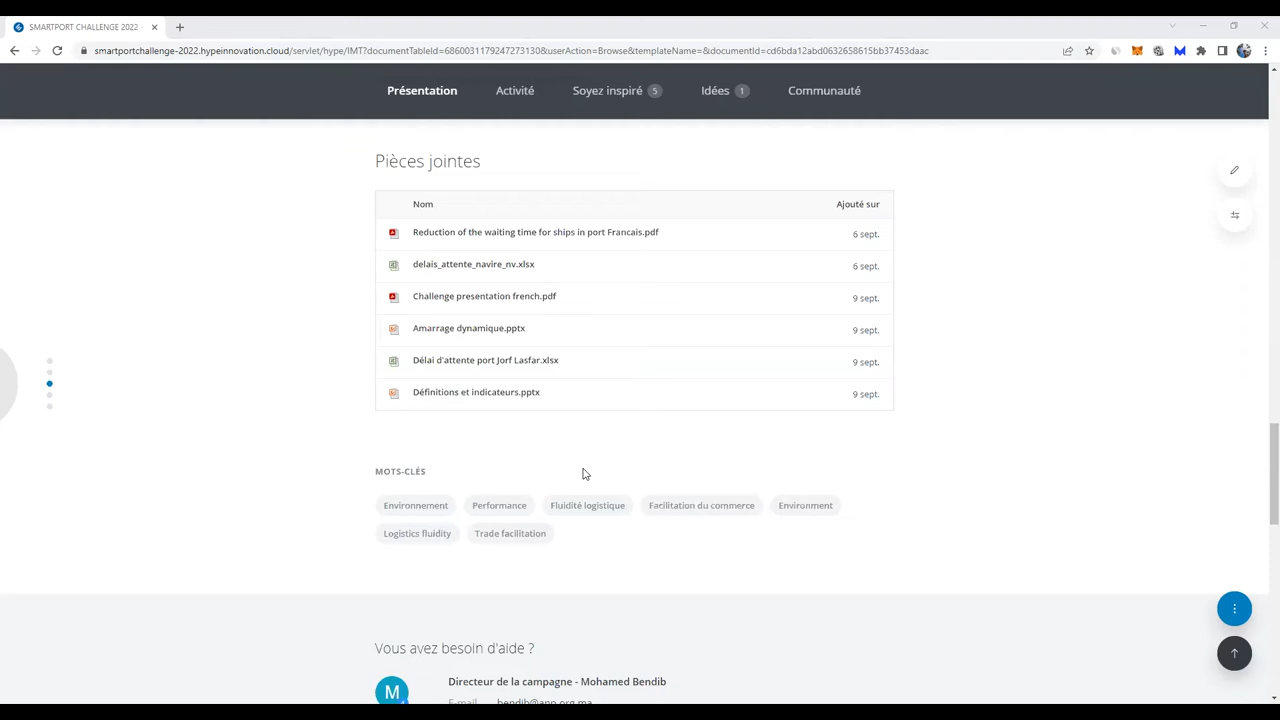 SMARTPORT CHALLENGE 2022 -
smartportchallenge-2022.hypeinnovation.cloud/servlet/hype/IMT?documentTableId=6860031179247273130&userAction=Browse&templateName=&documentId=cd6bda12abd0632658615bb37453daac
Présentation Activité Soyez inspiré 5 Idées 1 Communauté
Pièces jointes
Nom Ajouté sur
Reduction of the waiting time for ships in port Francais.pdf 6 sept.
delais_attente_navire_nv.xlsx 6 sept.
Challenge presentation french.pdf 9 sept.
Amarrage dynamique.pptx 9 sept.
Délai d'attente port Jorf Lasfar.xlsx 9 sept.
Définitions et indicateurs.pptx 9 sept.
MOTS-CLÉS
Environnement Performance Fluidité logistique Facilitation du commerce Environment
Logistics fluidity Trade facilitation
Vous avez besoin d'aide ?
M Directeur de la campagne - Mohamed Bendib
E-mail bendib@anp.org.ma